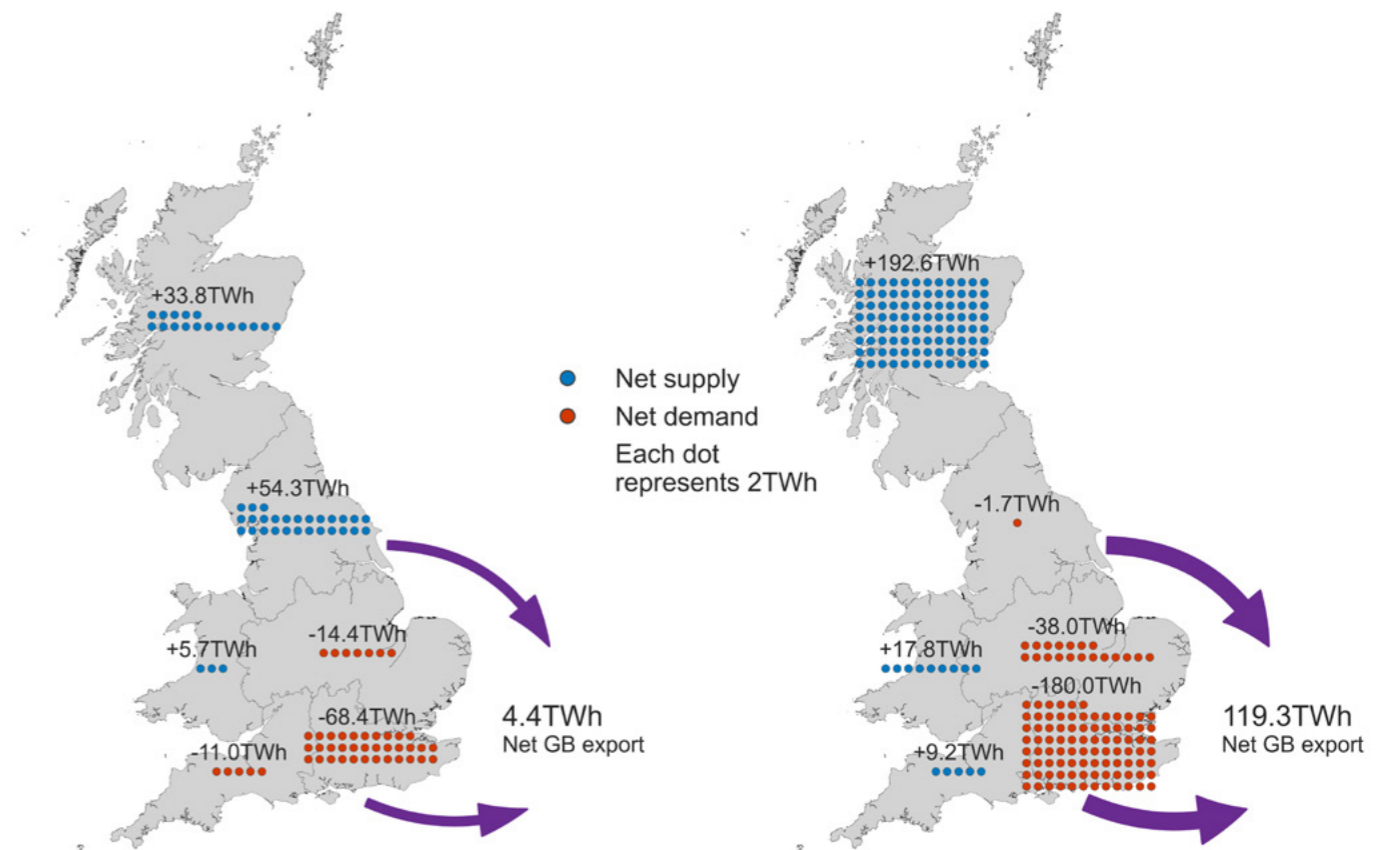 +33.8TWh
+54.3TWh
+5.7TWh
-14.4TWh
-68.4TWh
-11.0TWh
4.4TWh
Net GB export
Net supply
Net demand
Each dot
represents 2TWh
+192.6TWh
-1.7TWh
-38.0TWh
+17.8TWh
-180.0TWh
+9.2TWh
119.3TWh
Net GB export